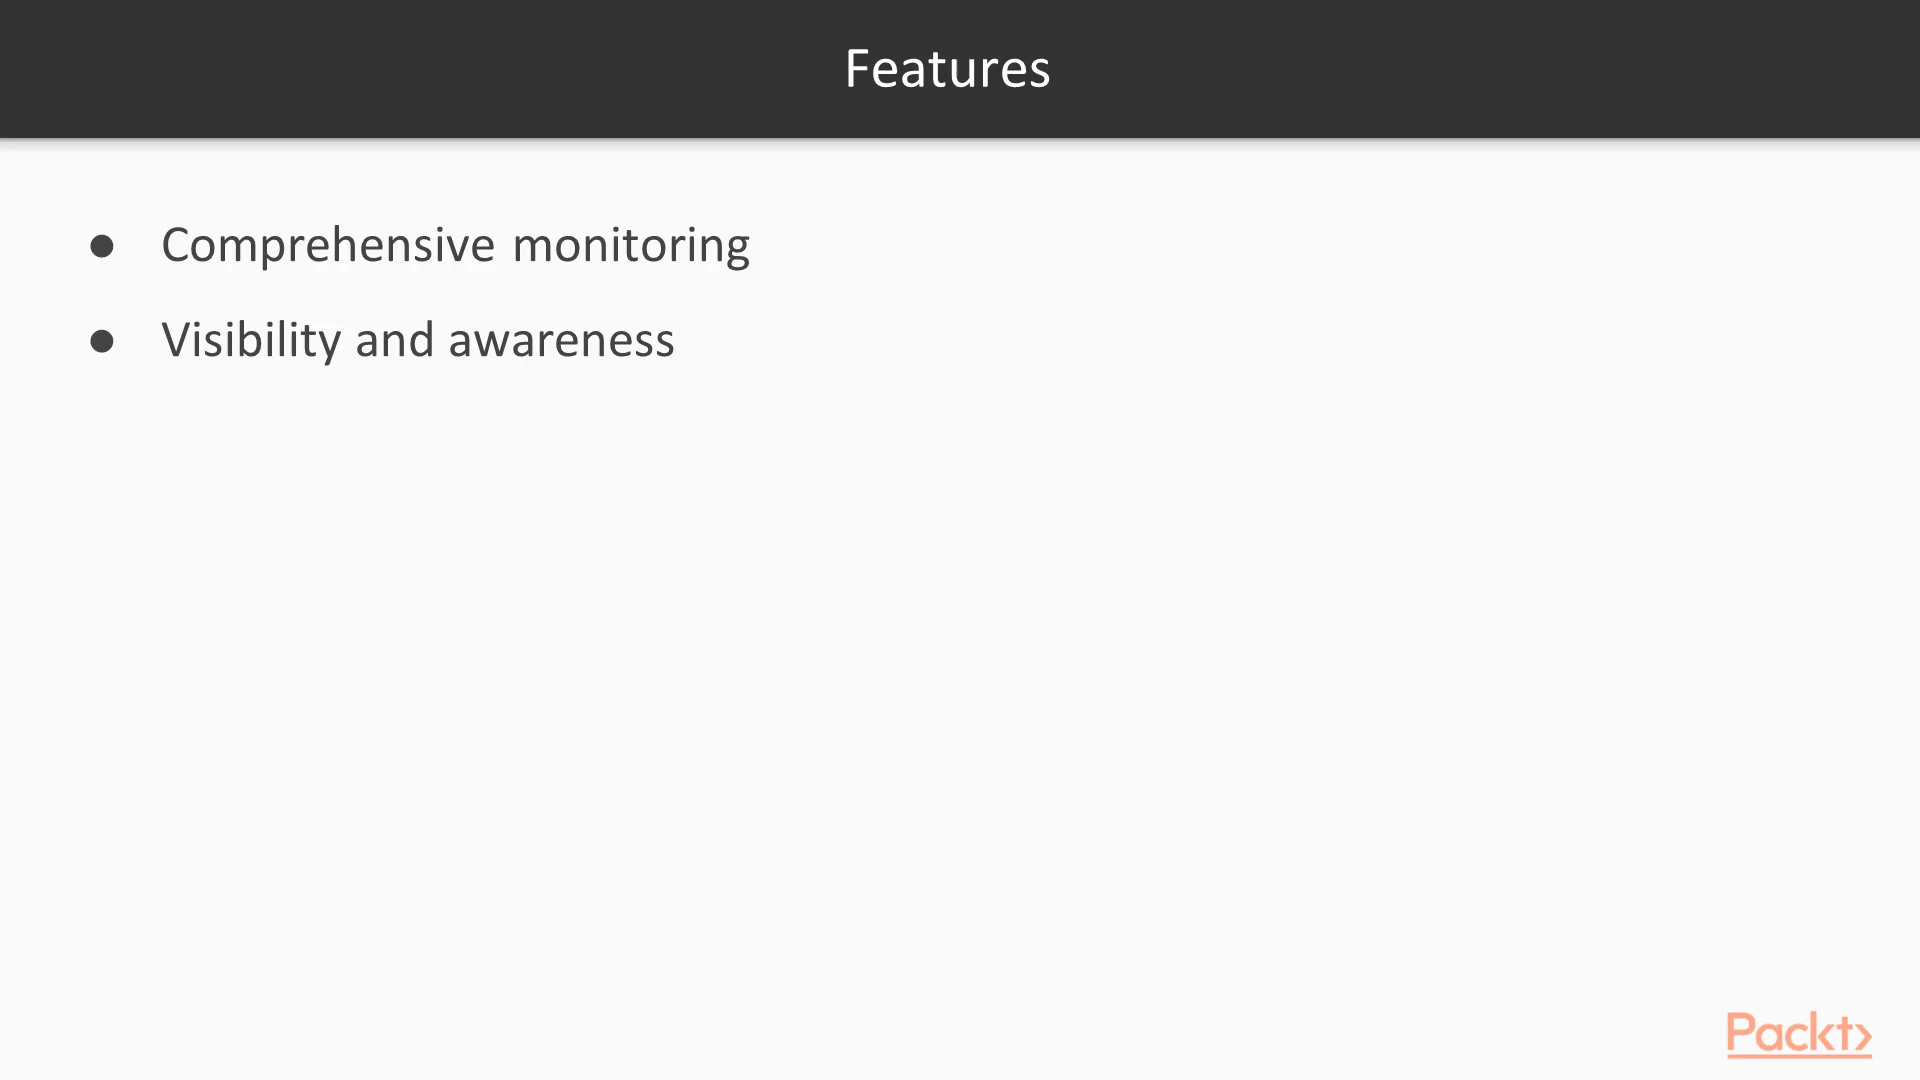 Features
● Comprehensive monitoring
● Visibility and awareness
Packt>